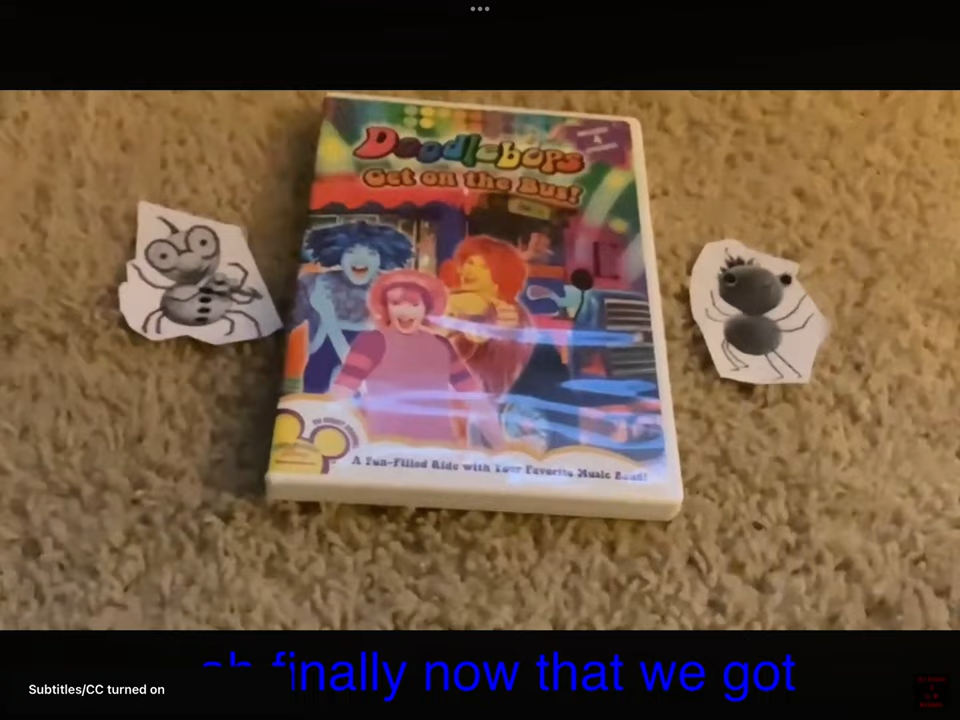 Doodlebops
Get on the Bus!
A Fun-Filled Ride with Your Favorite Music Band!
finally now that we got
Subtitles/CC turned on